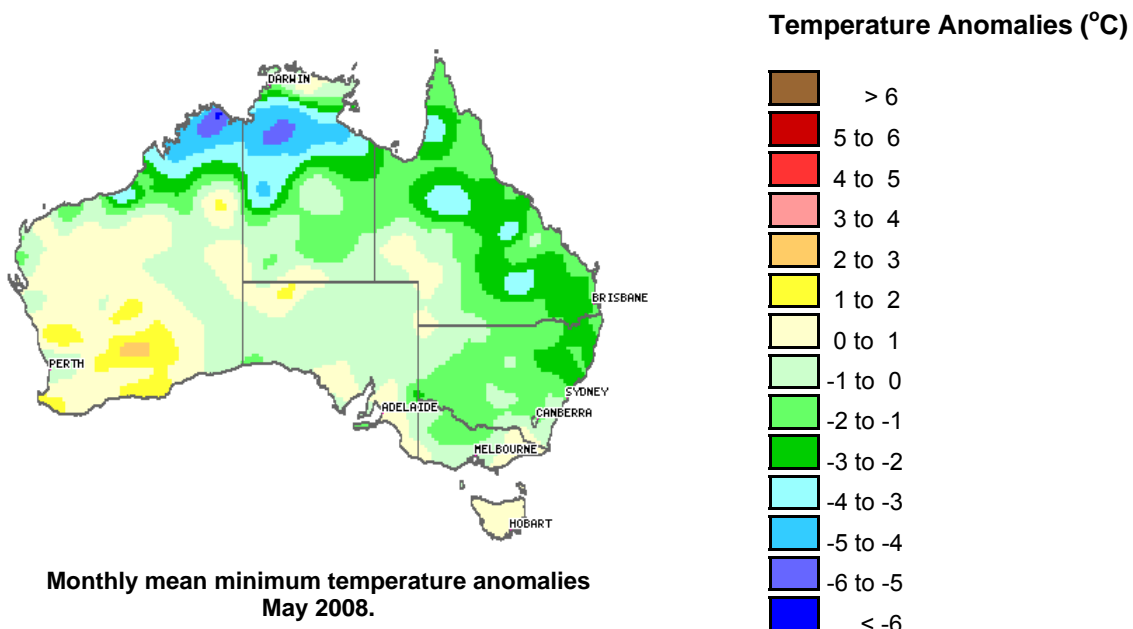 Temperature Anomalies (°C)
DARWIN
BRISBANE
PERTH
SYDNEY
ADELAIDE
CANBERRA
MELBOURNE
HOBART
Monthly mean minimum temperature anomalies
May 2008.
> 6
5 to 6
4 to 5
3 to 4
2 to 3
1 to 2
0 to 1
-1 to 0
-2 to -1
-3 to -2
-4 to -3
-5 to -4
-6 to -5
< -6